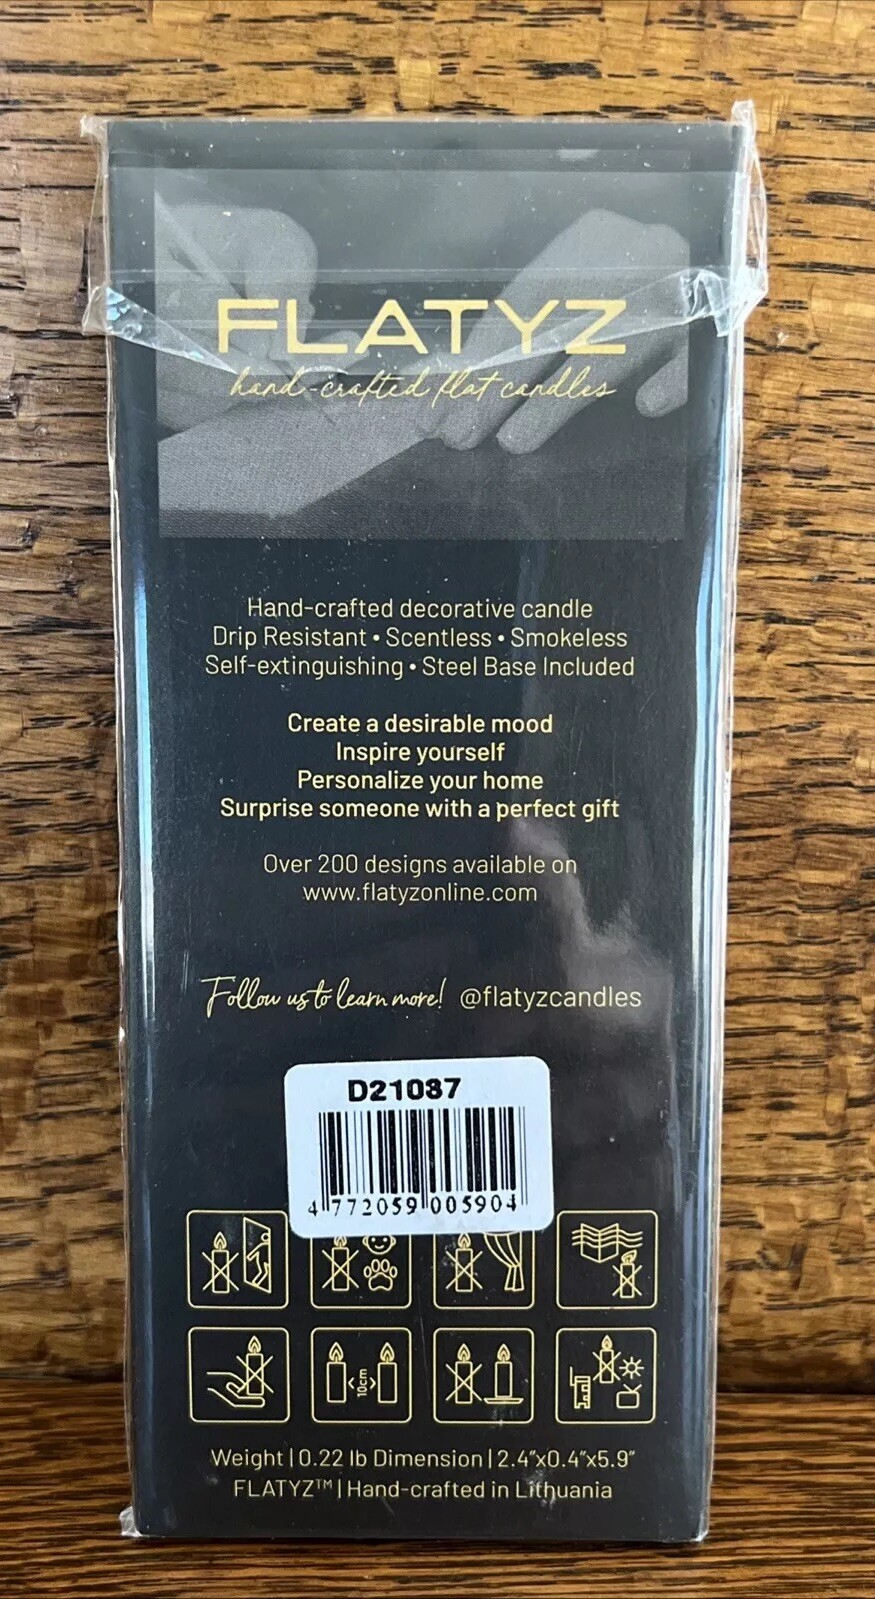 FLATYZ
hand-crafted flat candles
Hand-crafted decorative candle
Drip Resistant • Scentless • Smokeless
Self-extinguishing • Steel Base Included
Create a desirable mood
Inspire yourself
Personalize your home
Surprise someone with a perfect gift
Over 200 designs available on
www.flatyzonline.com
Follow us to learn more! @flatyzcandles
D21087
4 772059 005904
10cm
Weight | 0.22 lb Dimension | 2.4"x0.4"x5.9"
FLATYZ™ | Hand-crafted in Lithuania